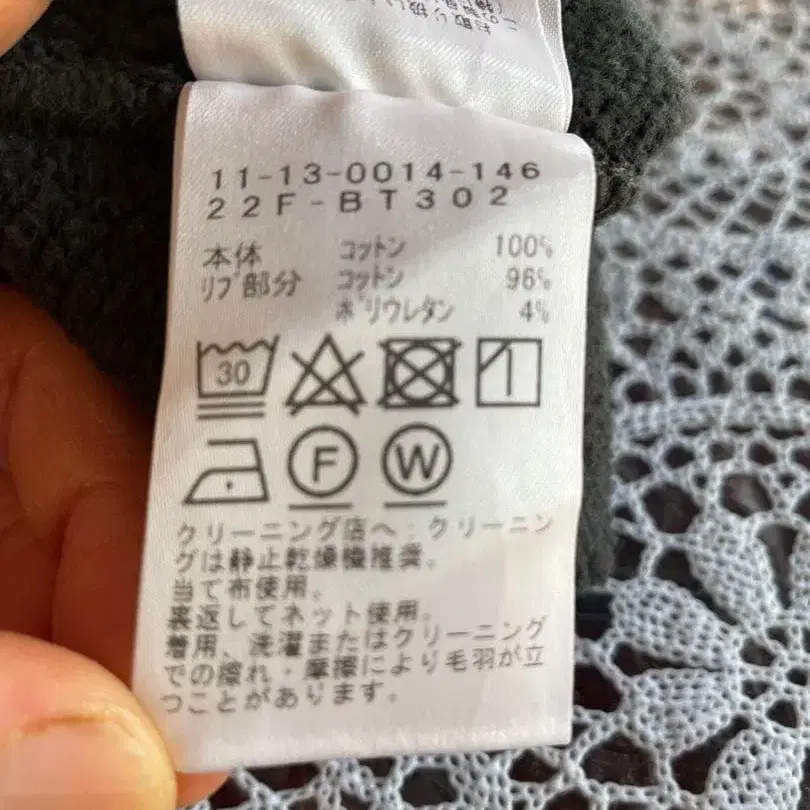 お取り扱い
11-13-0014-146
22F-BT302
本体 コットン 100%
リブ部分 コットン 96%
ポリウレタン 4%
30
F W
クリーニング店へ:クリーニン
グは静止乾燥機推奨。
当て布使用。
裏返してネット使用。
着用、洗濯またはクリーニング
での擦れ・摩擦により毛羽が立
つことがあります。